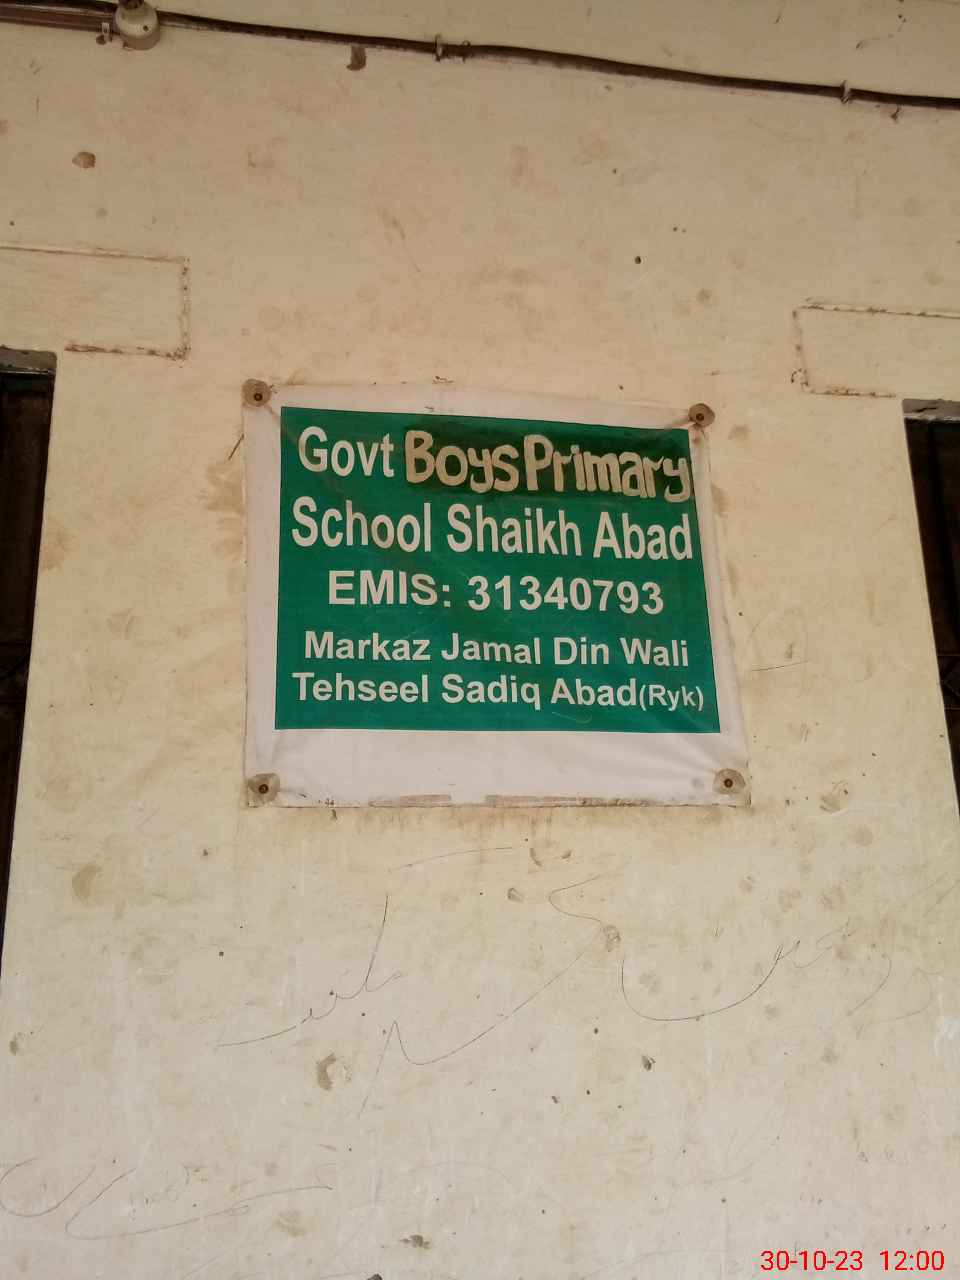 Govt Boys Primary
School Shaikh Abad
EMIS: 31340793
Markaz Jamal Din Wali
Tehseel Sadiq Abad(Ryk)
30-10-23 12:00